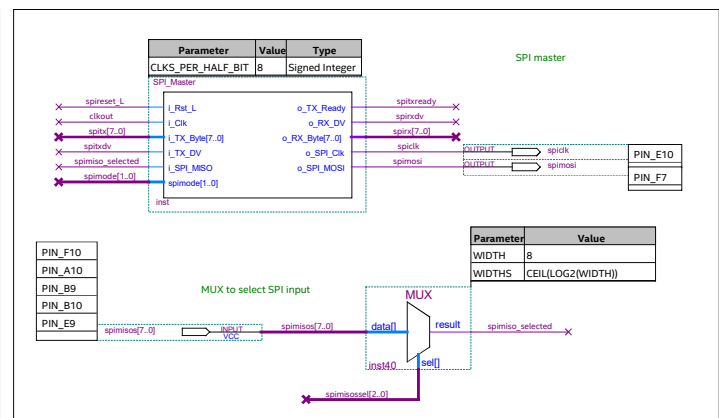 Parameter Value Type
CLKS_PER_HALF_BIT 8 Signed Integer
SPI master
SPI_Master
spireset_L i_Rst_L o_TX_Ready spitxready
clkout i_Clk o_RX_DV spirxdv
spitx[7..0] i_TX_Byte[7..0] o_RX_Byte[7..0] spirx[7..0]
spitxdv i_TX_DV o_SPI_Clk spiclk OUTPUT spiclk PIN_E10
spimiso_selected i_SPI_MISO o_SPI_MOSI spimosi OUTPUT spimosi PIN_F7
spimode[1..0] spimode[1..0]
inst
Parameter Value
WIDTH 8
WIDTHS CEIL(LOG2(WIDTH))
PIN_F10
PIN_A10
PIN_B9
PIN_B10
PIN_E9
MUX to select SPI input
MUX
spimisos[7..0] INPUT VCC spimisos[7..0] data[] result spimiso_selected
inst40 sel[]
spimisossel[2..0]